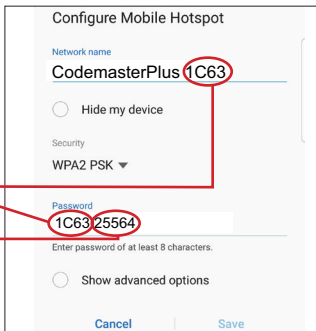 Configure Mobile Hotspot
Network name
CodemasterPlus 1C63
Hide my device
Security
WPA2 PSK
Password
1C63 25564
Enter password of at least 8 characters.
Show advanced options
Cancel Save